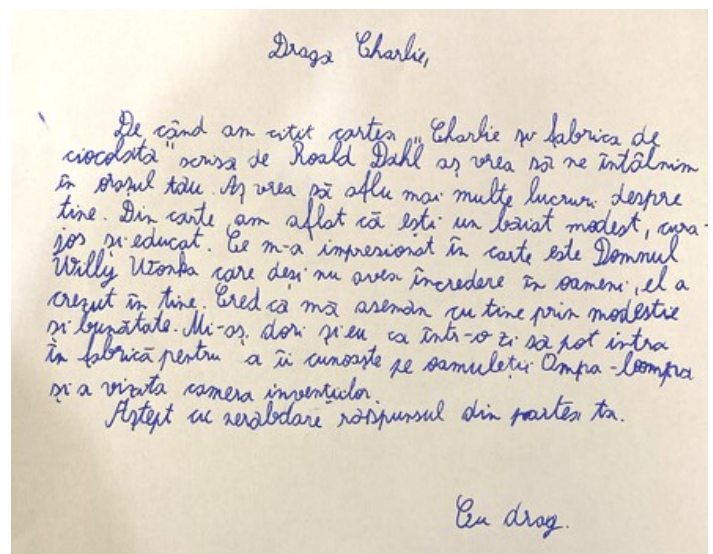 Dragă Charlie,
De când am citit cartea „Charlie și fabrica de
ciocolată" scrisă de Roald Dahl aș vrea să ne întâlnim
în orașul tău. Aș vrea să aflu mai multe lucruri despre
tine. Din carte am aflat că ești un băiat modest, cura-
jos și educat. Ce m-a impresionat în carte este Domnul
Willy Wonka care deși nu avea încredere în oameni, el a
crezut în tine. Cred că mă asemăn cu tine prin modestie
și bunătate. Mi-aș dori și eu ca într-o zi să pot intra
în fabrică pentru a îi cunoaște pe oamuleții Ompa-loompa
și a vizita camera invențiilor.
Aștept cu nerăbdare răspunsul din partea ta.
Cu drag.